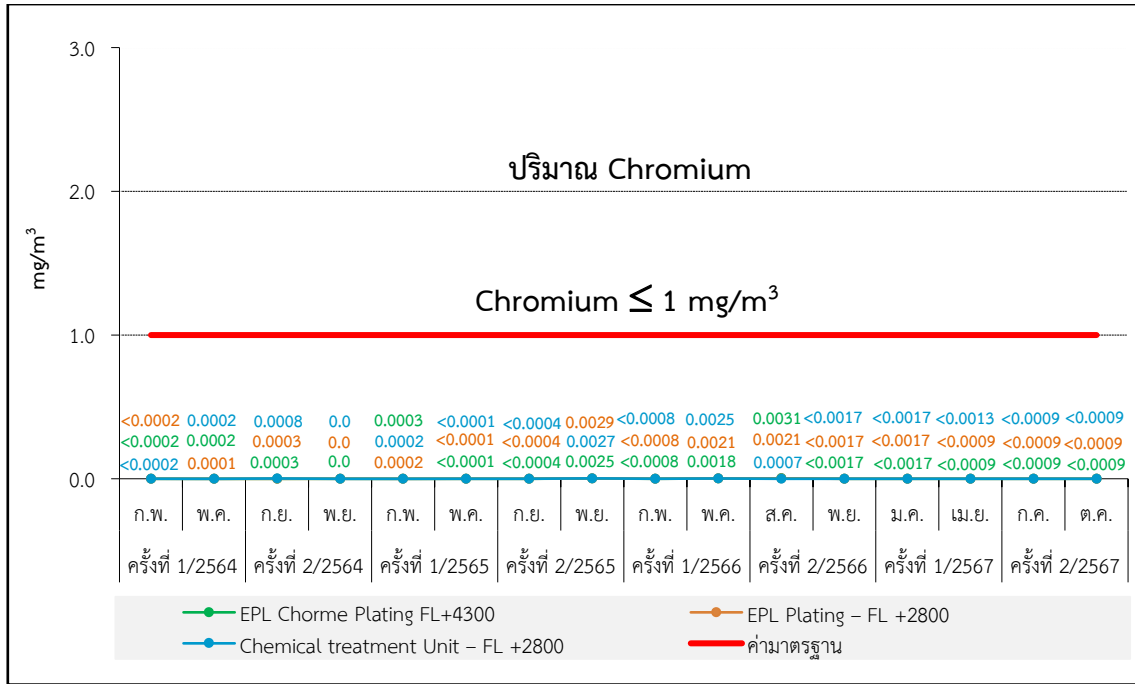 3.0
ปริมาณ Chromium
2.0
mg/m³
Chromium ≤ 1 mg/m³
1.0
<0.0002 0.0002 0.0008 0.0 0.0003 <0.0001 <0.0004 0.0029 <0.0008 0.0025 0.0031 <0.0017 <0.0017 <0.0013 <0.0009 <0.0009
<0.0002 0.0002 0.0003 0.0 0.0002 <0.0001 <0.0004 0.0027 <0.0008 0.0021 0.0021 <0.0017 <0.0017 <0.0009 <0.0009 <0.0009
<0.0002 0.0001 0.0003 0.0 0.0002 <0.0001 <0.0004 0.0025 <0.0008 0.0018 0.0007 <0.0017 <0.0017 <0.0009 <0.0009 <0.0009
0.0
ก.พ. พ.ค. ก.ย. พ.ย. ก.พ. พ.ค. ก.ย. พ.ย. ก.พ. พ.ค. ส.ค. พ.ย. ม.ค. เม.ย. ก.ค. ต.ค.
ครั้งที่ 1/2564 ครั้งที่ 2/2564 ครั้งที่ 1/2565 ครั้งที่ 2/2565 ครั้งที่ 1/2566 ครั้งที่ 2/2566 ครั้งที่ 1/2567 ครั้งที่ 2/2567
EPL Chorme Plating FL+4300 EPL Plating – FL +2800
Chemical treatment Unit – FL +2800 ค่ามาตรฐาน